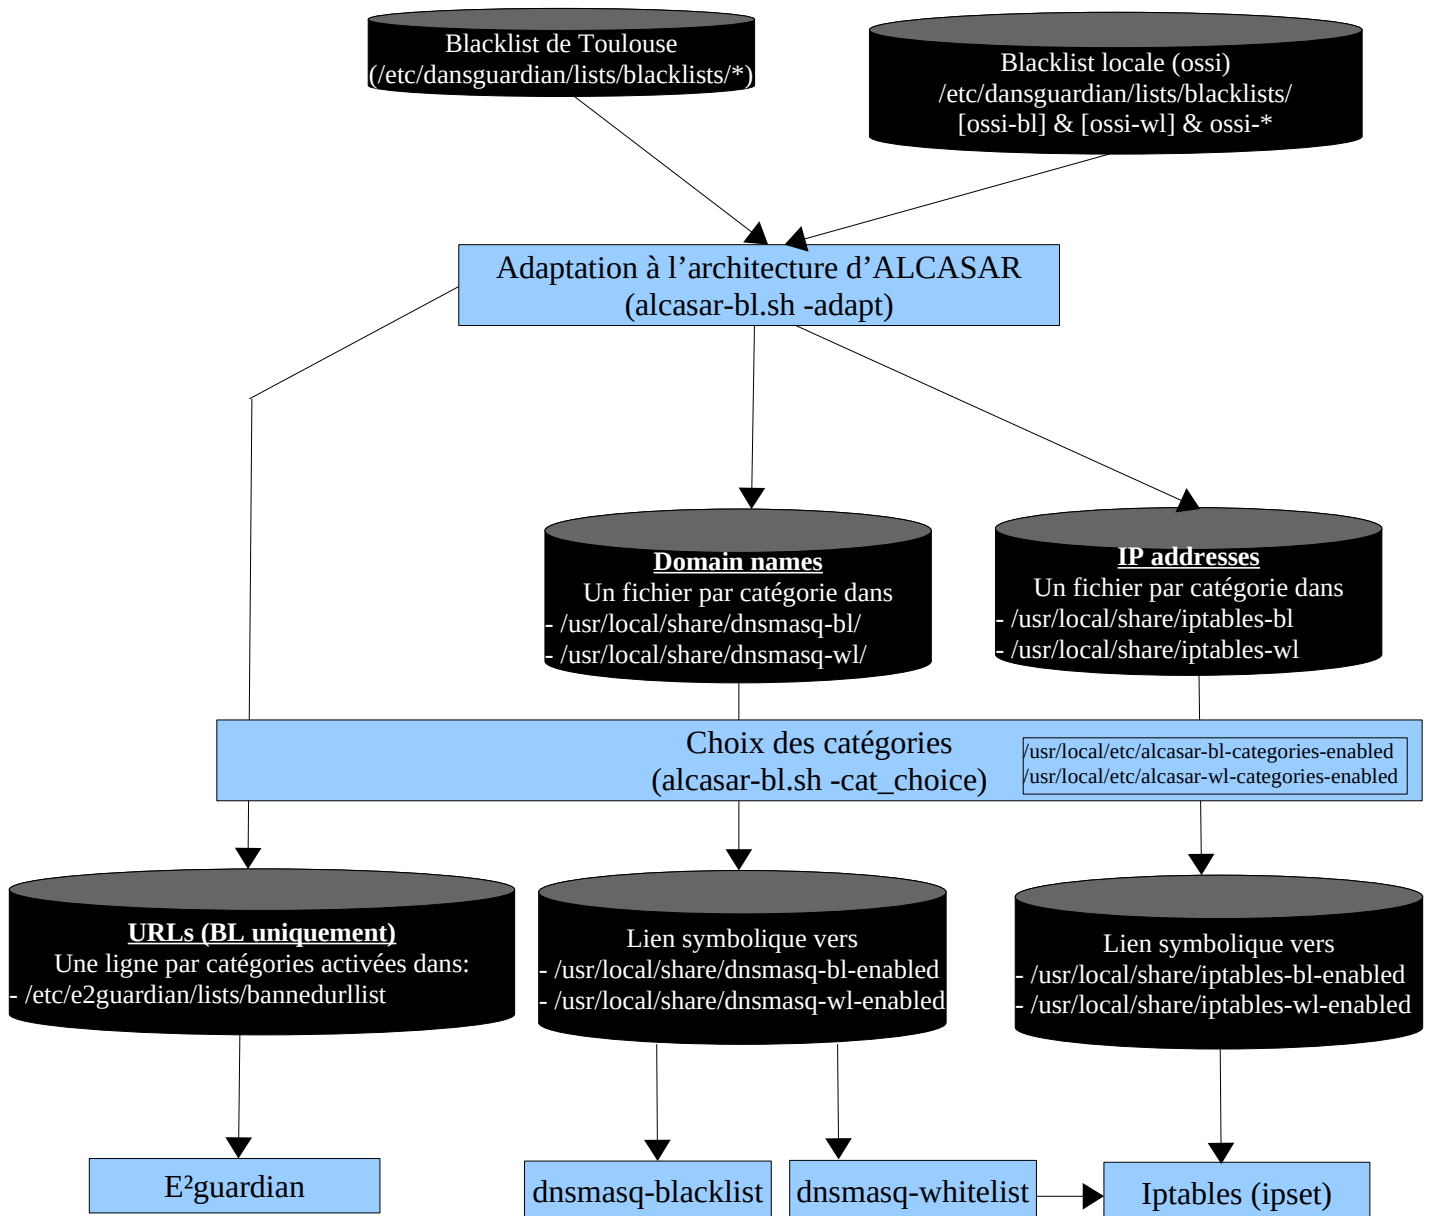 Blacklist de Toulouse
(/etc/dansguardian/lists/blacklists/*)
Blacklist locale (ossi)
/etc/dansguardian/lists/blacklists/
[ossi-bl] & [ossi-wl] & ossi-*
Adaptation à l’architecture d’ALCASAR
(alcasar-bl.sh -adapt)
Domain names
Un fichier par catégorie dans
- /usr/local/share/dnsmasq-bl/
- /usr/local/share/dnsmasq-wl/
IP addresses
Un fichier par catégorie dans
- /usr/local/share/iptables-bl
- /usr/local/share/iptables-wl
Choix des catégories
(alcasar-bl.sh -cat_choice)
/usr/local/etc/alcasar-bl-categories-enabled
/usr/local/etc/alcasar-wl-categories-enabled
URLs (BL uniquement)
Une ligne par catégories activées dans:
- /etc/e2guardian/lists/bannedurllist
Lien symbolique vers
- /usr/local/share/dnsmasq-bl-enabled
- /usr/local/share/dnsmasq-wl-enabled
Lien symbolique vers
- /usr/local/share/iptables-bl-enabled
- /usr/local/share/iptables-wl-enabled
E²guardian
dnsmasq-blacklist
dnsmasq-whitelist
Iptables (ipset)